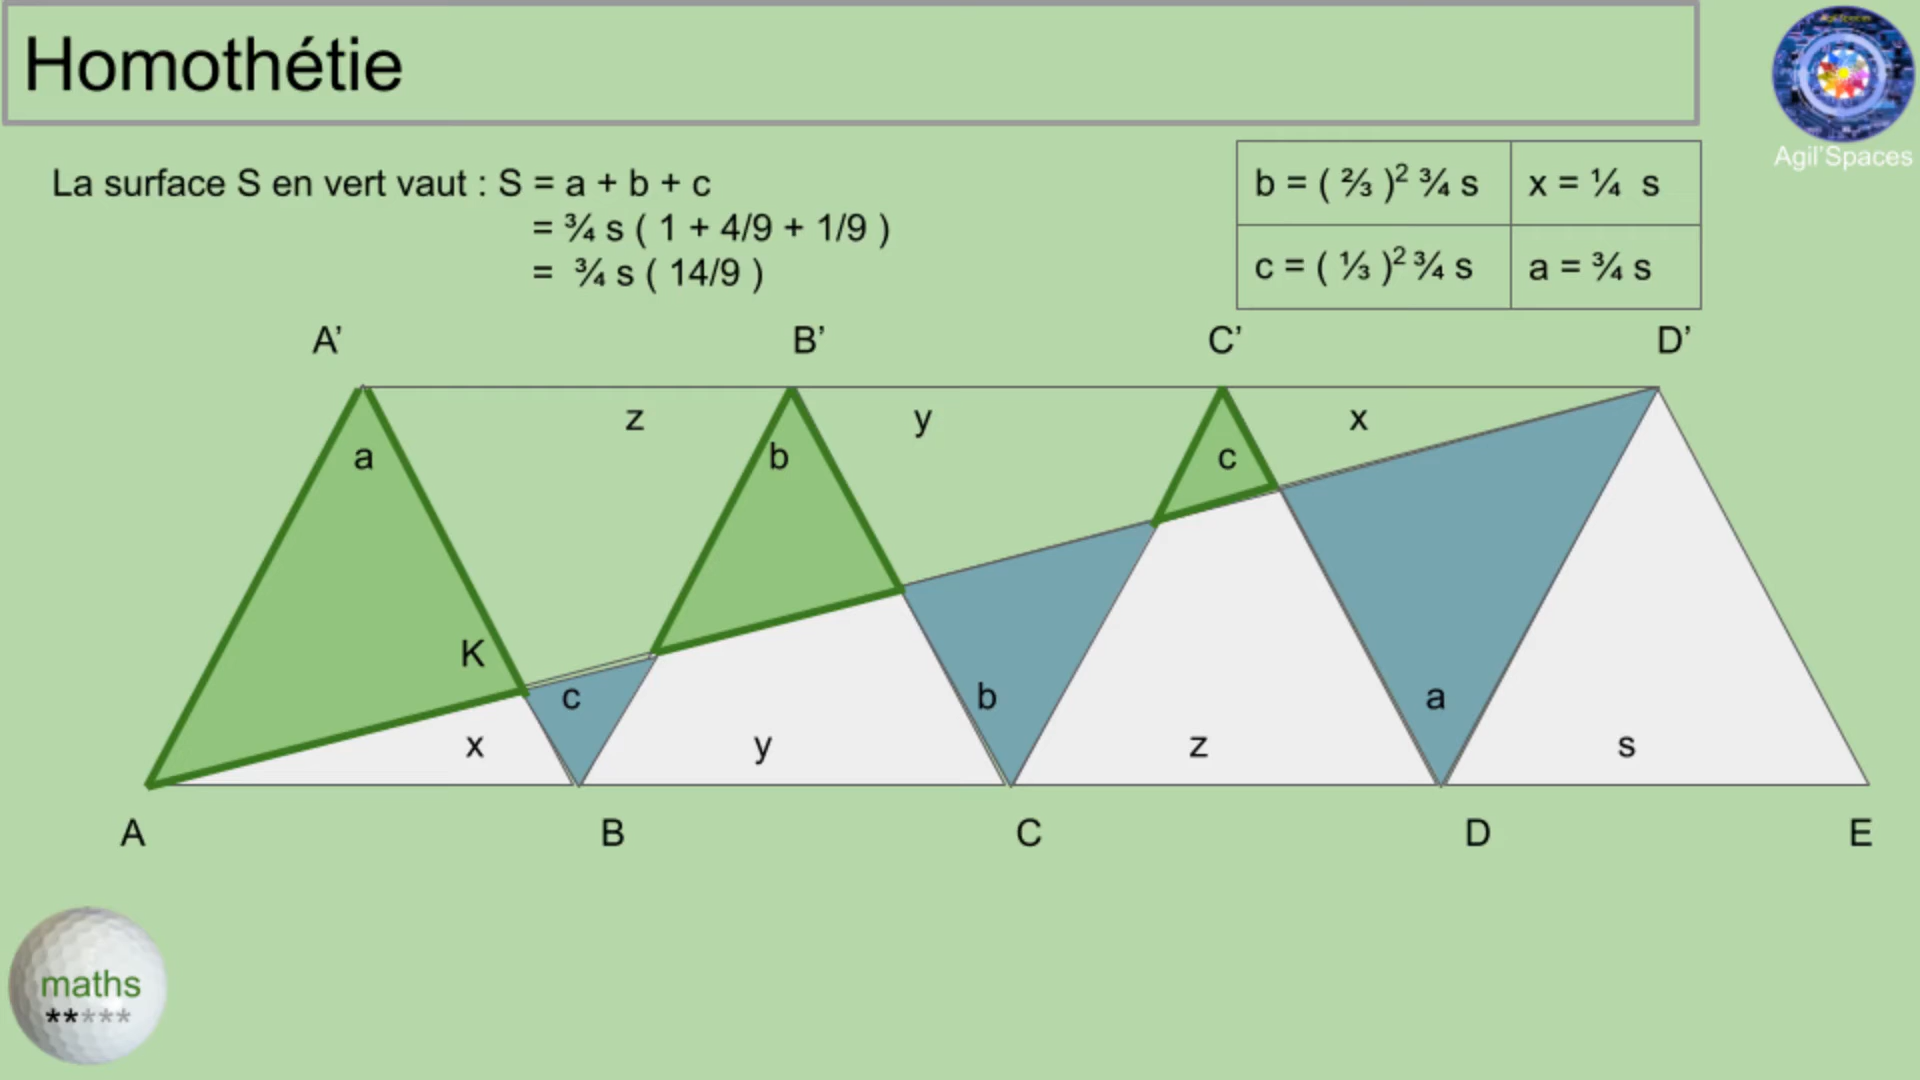 Homothétie
Agil'Spaces
La surface S en vert vaut : S = a + b + c
= ¾ s ( 1 + 4/9 + 1/9 )
= ¾ s ( 14/9 )
b = ( ⅔ )² ¾ s
x = ¼ s
c = ( ⅓ )² ¾ s
a = ¾ s
A’
B’
C’
D’
z
y
x
a
b
c
K
c
b
a
x
y
z
s
A
B
C
D
E
maths
*****